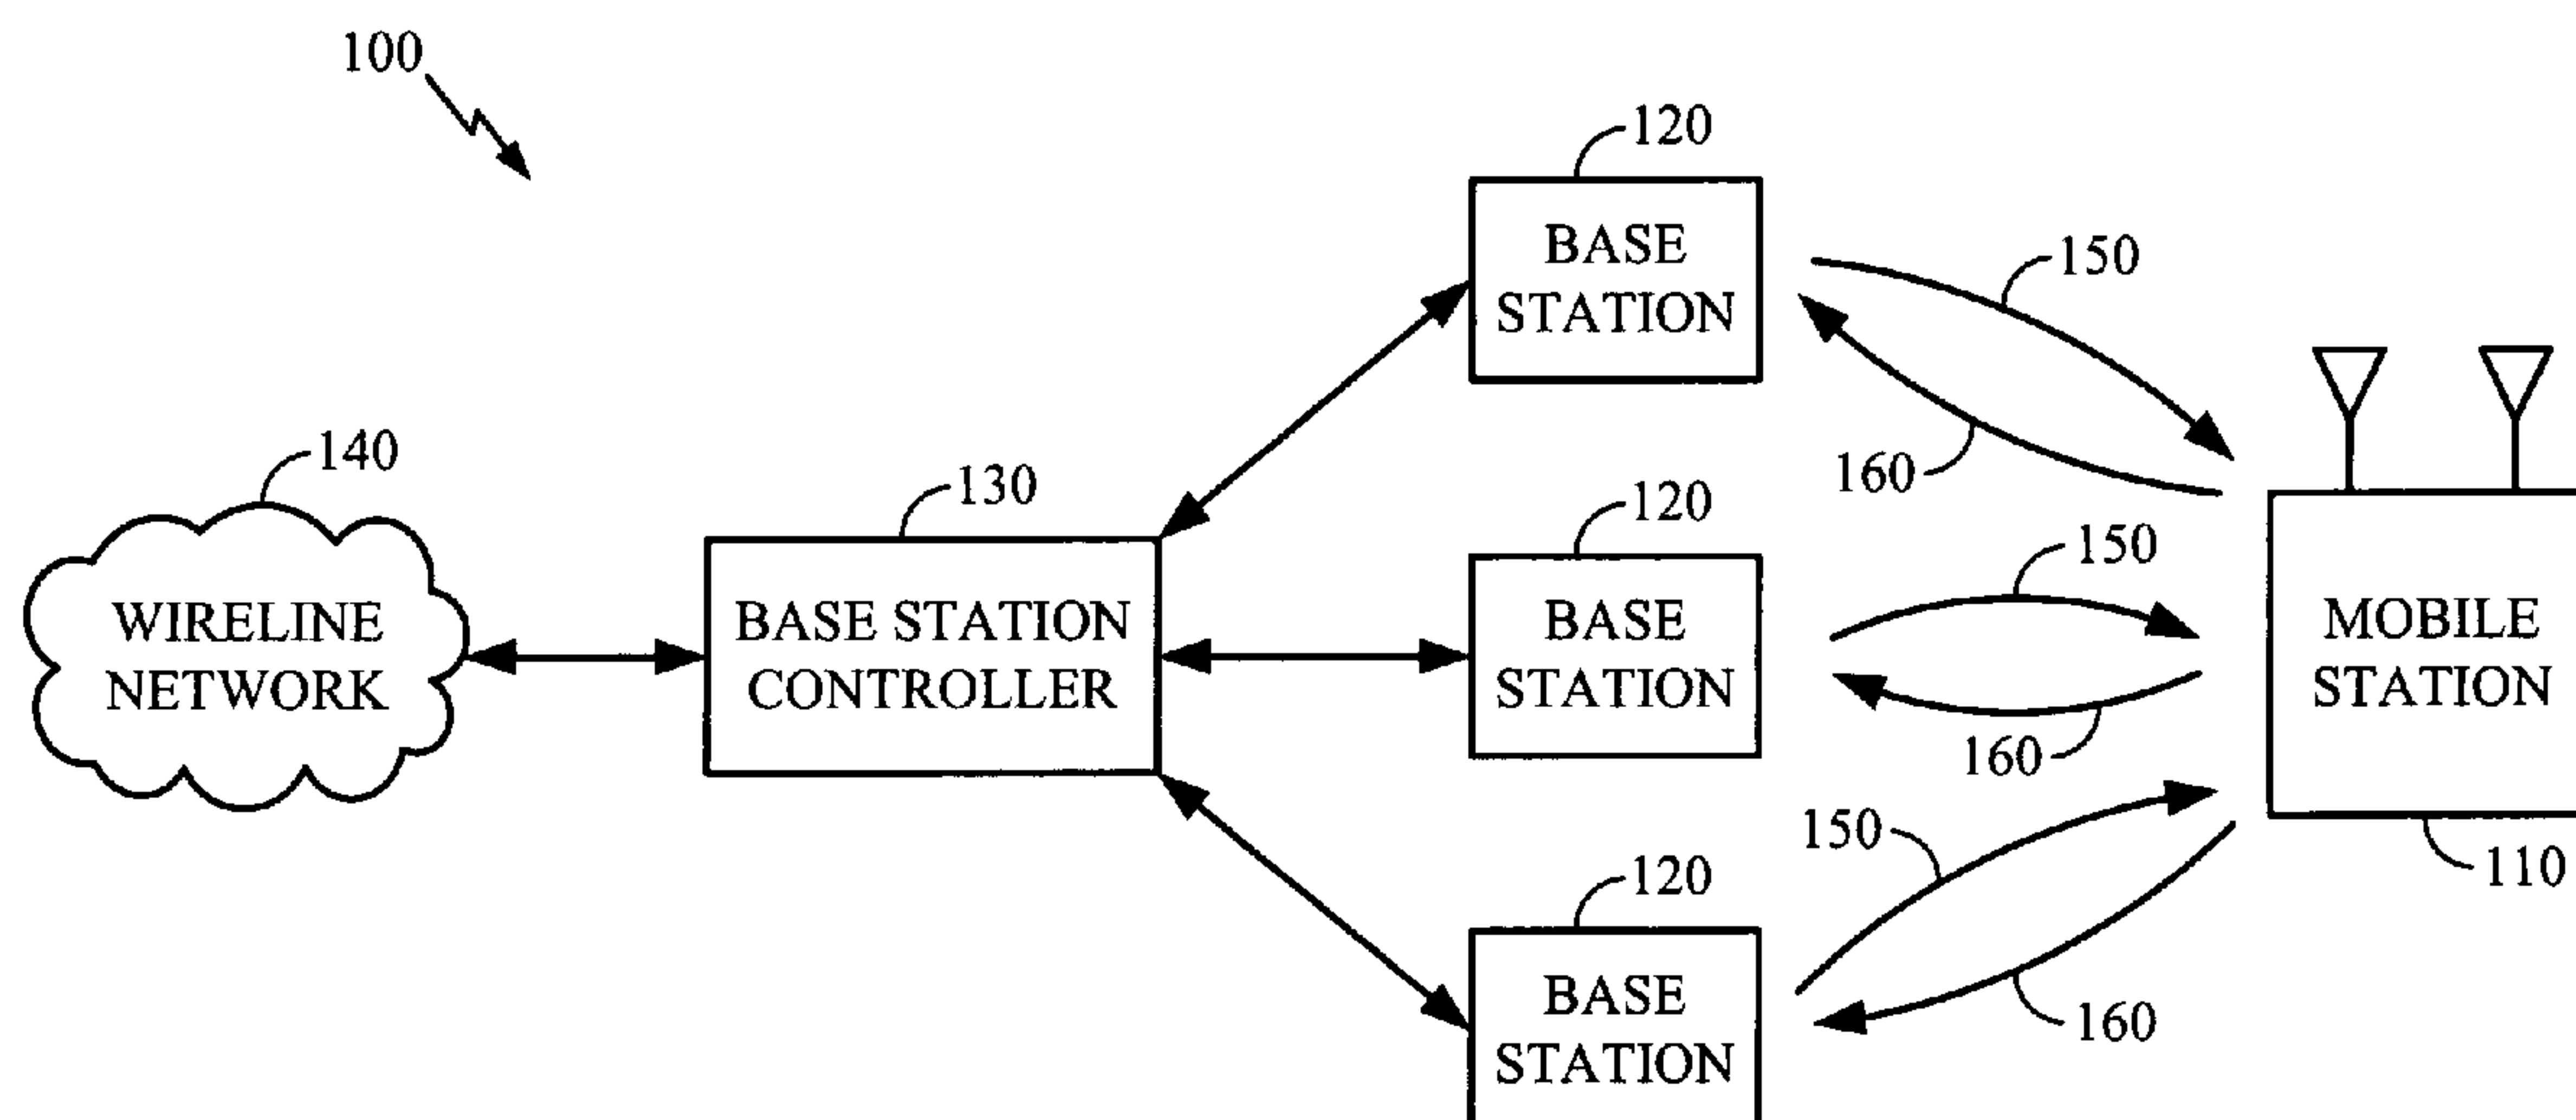 100
120
BASE
STATION
150
160
140
130
120
150
WIRELINE
NETWORK
BASE STATION
CONTROLLER
BASE
STATION
MOBILE
STATION
160
150
120
110
BASE
STATION
160